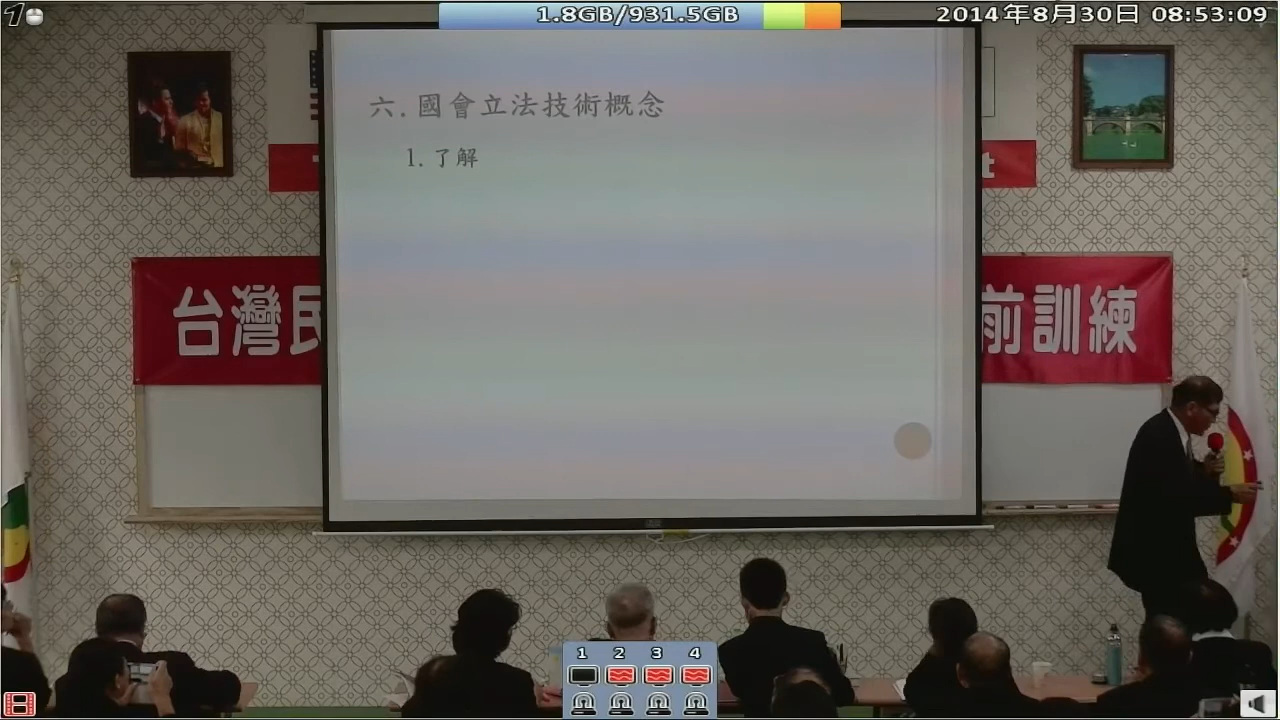 1
1.8GB/931.5GB
2014年8月30日 08:53:09
六.國會立法技術概念
1.了解
t
台灣民
前訓練
1 2 3 4